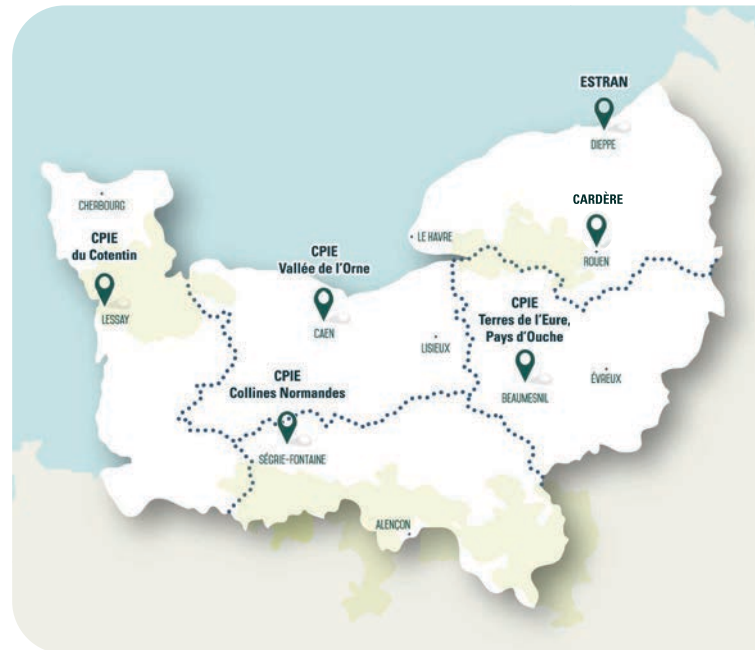 ESTRAN
DIEPPE
CHERBOURG
CARDÈRE
CPIE
du Cotentin
LE HAVRE
CPIE
Vallée de l'Orne
ROUEN
LESSAY
CAEN
CPIE
Terres de l'Eure,
Pays d'Ouche
LISIEUX
ÉVREUX
BEAUMESNIL
CPIE
Collines Normandes
SÉGRIE-FONTAINE
ALENÇON